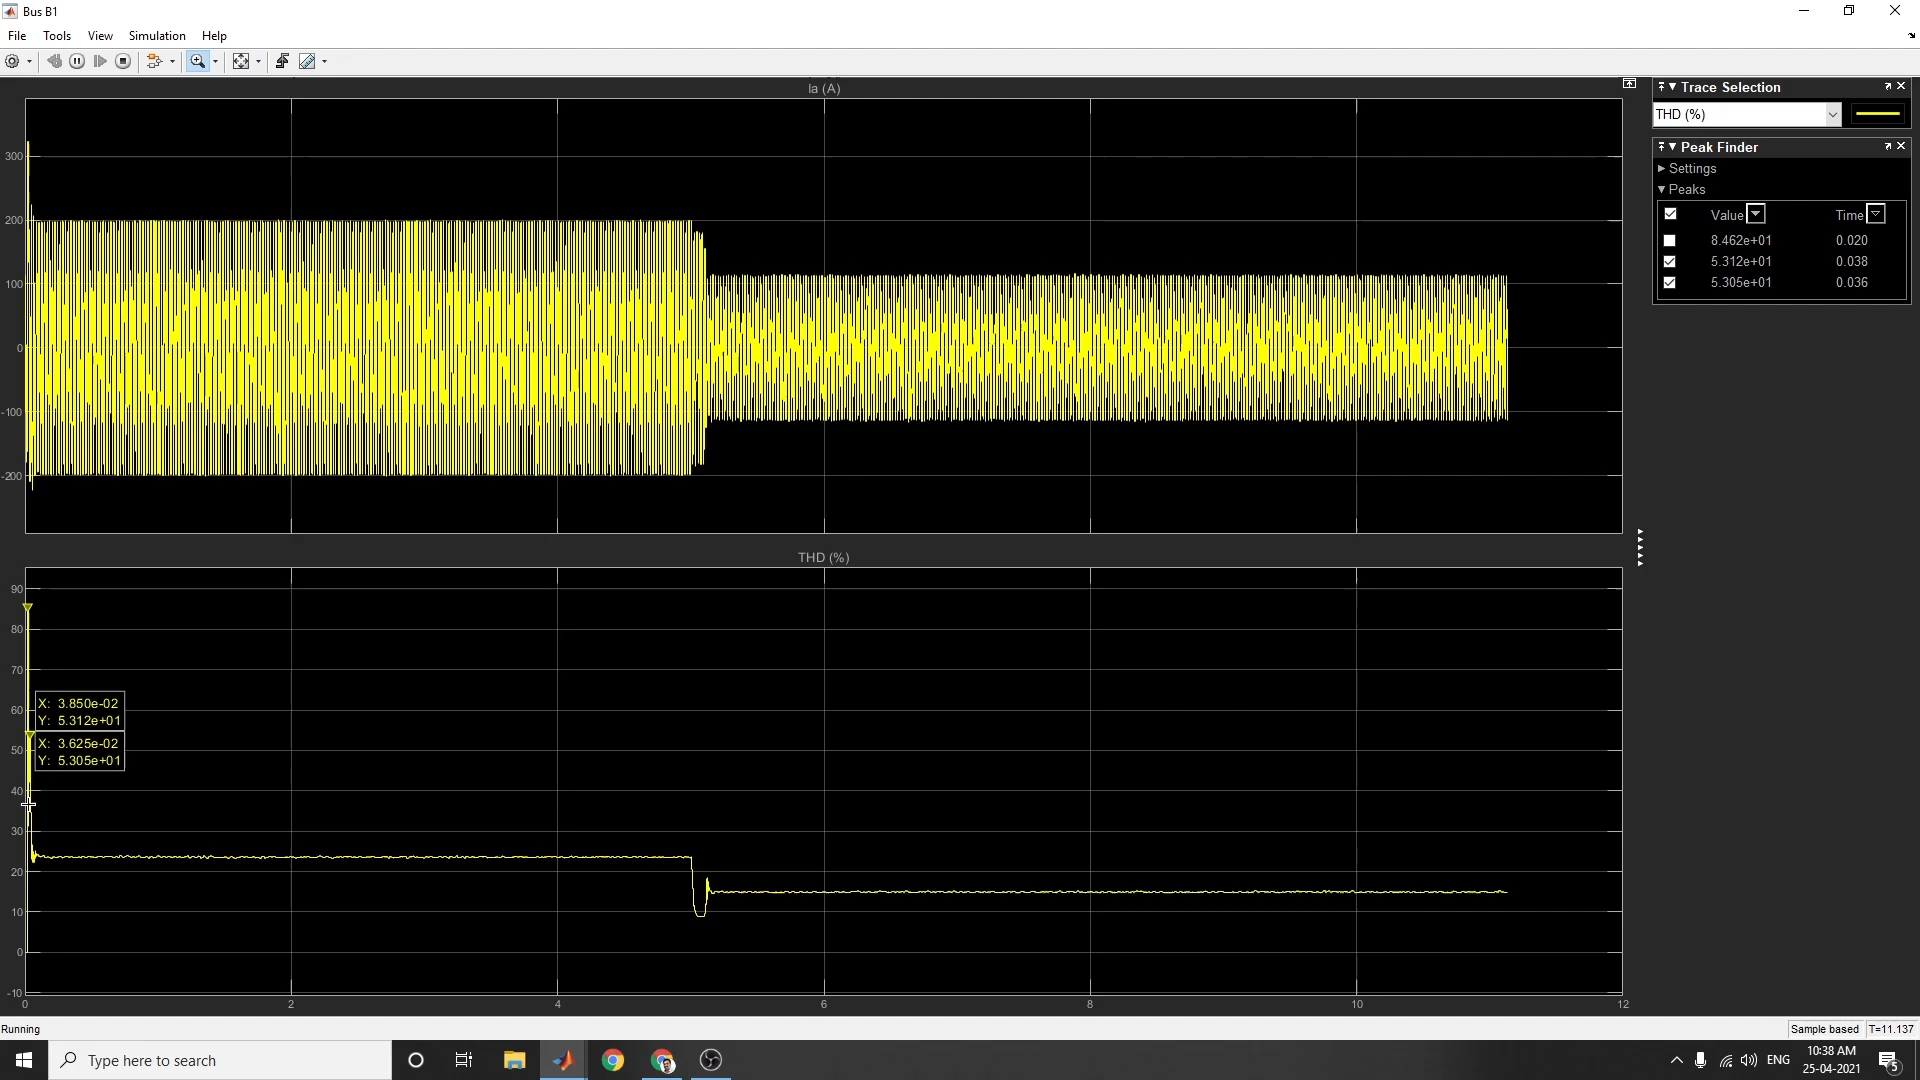 Bus B1
File Tools View Simulation Help
Ia (A)
300
200
100
0
-100
-200
THD (%)
90
80
70
60
50
40
30
20
10
0
-10
X: 3.850e-02
Y: 5.312e+01
X: 3.625e-02
Y: 5.305e+01
0 2 4 6 8 10 12
Trace Selection
THD (%)
Peak Finder
Settings
Peaks
Value Time
8.462e+01 0.020
5.312e+01 0.038
5.305e+01 0.036
Running
Sample based T=11.137
Type here to search
ENG
10:38 AM
25-04-2021
5